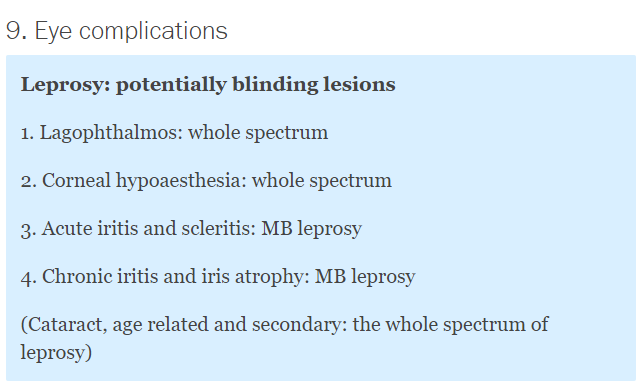 9. Eye complications
Leprosy: potentially blinding lesions
1. Lagophthalmos: whole spectrum
2. Corneal hypoaesthesia: whole spectrum
3. Acute iritis and scleritis: MB leprosy
4. Chronic iritis and iris atrophy: MB leprosy
(Cataract, age related and secondary: the whole spectrum of
leprosy)